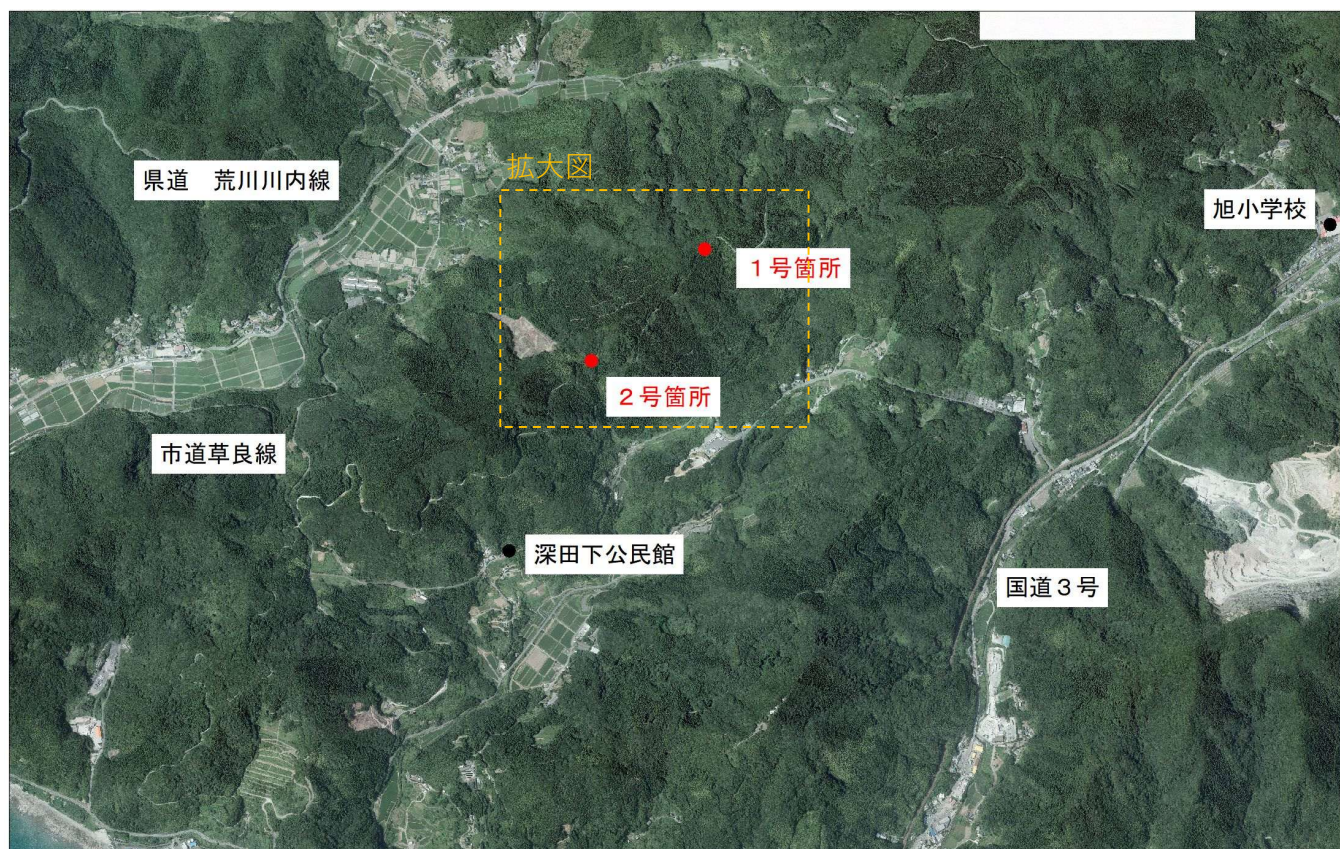 拡大図
県道　荒川川内線
旭小学校
１号箇所
２号箇所
市道草良線
深田下公民館
国道３号